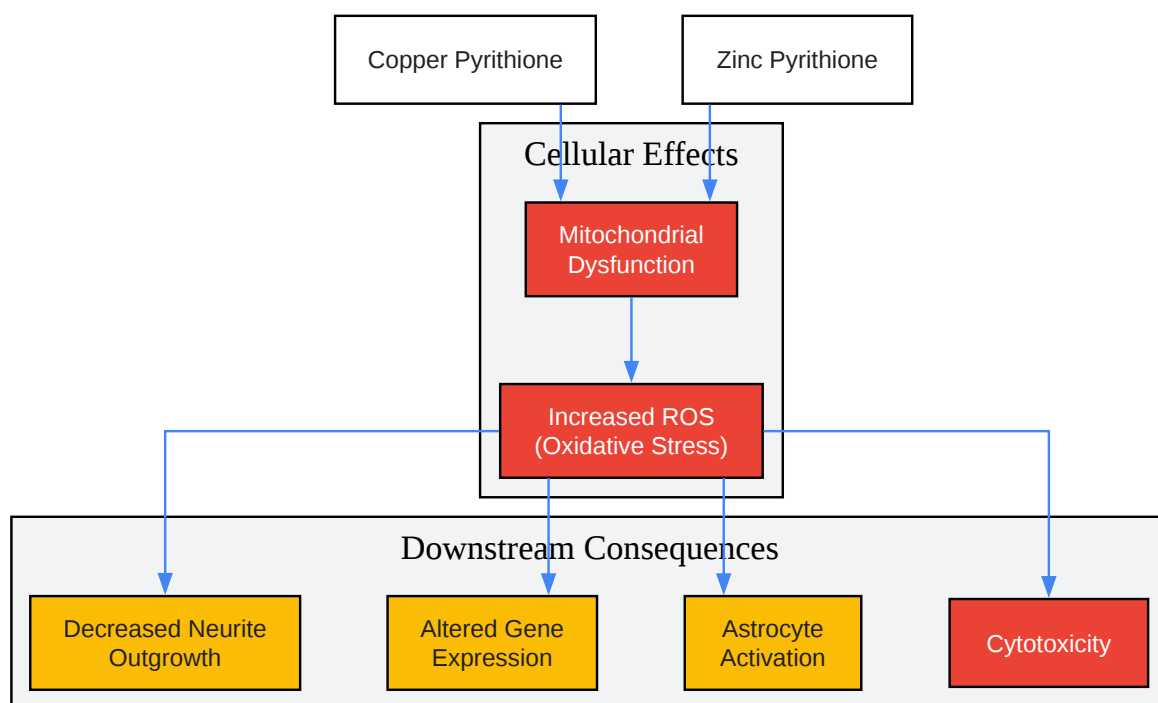 Copper Pyrithione
Zinc Pyrithione
Cellular Effects
Mitochondrial
Dysfunction
Increased ROS
(Oxidative Stress)
Downstream Consequences
Decreased Neurite
Outgrowth
Altered Gene
Expression
Astrocyte
Activation
Cytotoxicity